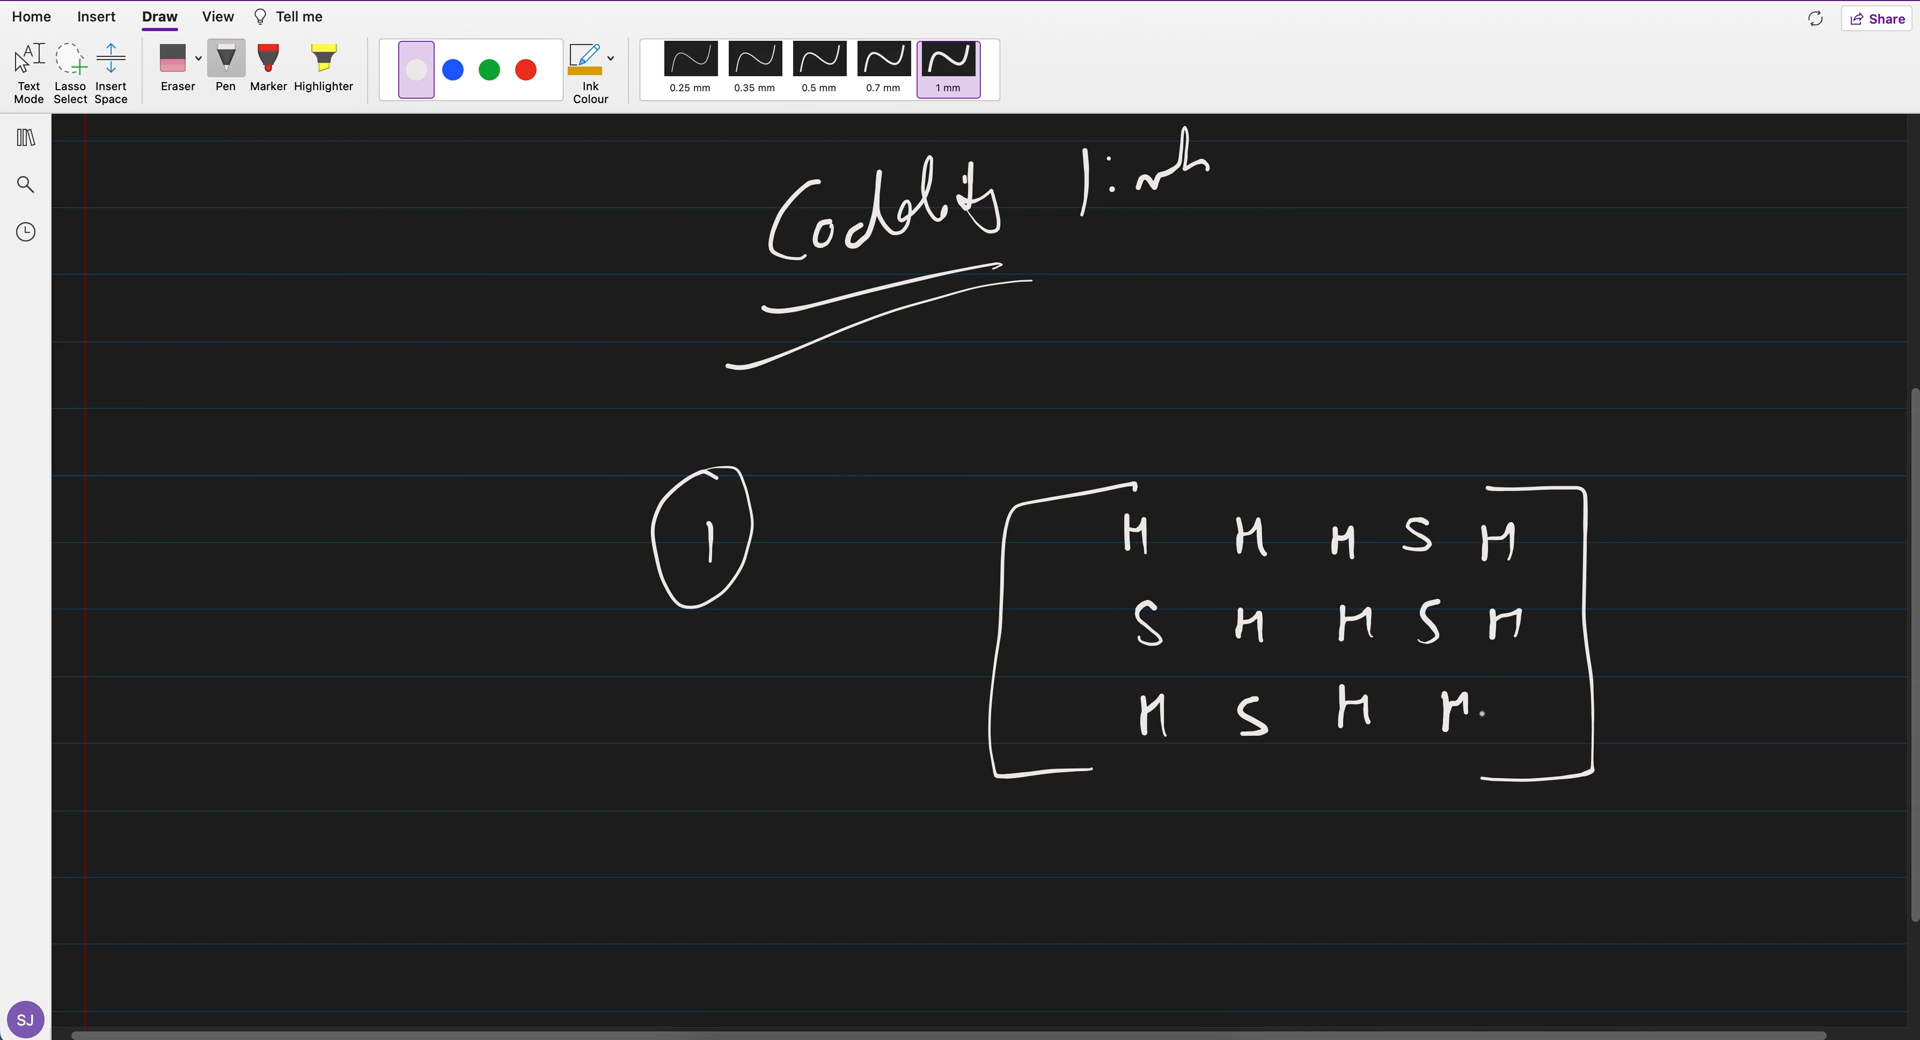 Home Insert Draw View Tell me
Share
Text Mode
Lasso Select
Insert Space
Eraser
Pen
Marker
Highlighter
Ink Colour
0.25 mm
0.35 mm
0.5 mm
0.7 mm
1 mm
Codility
1
H H H S H
S H H S H
H S H H
SJ